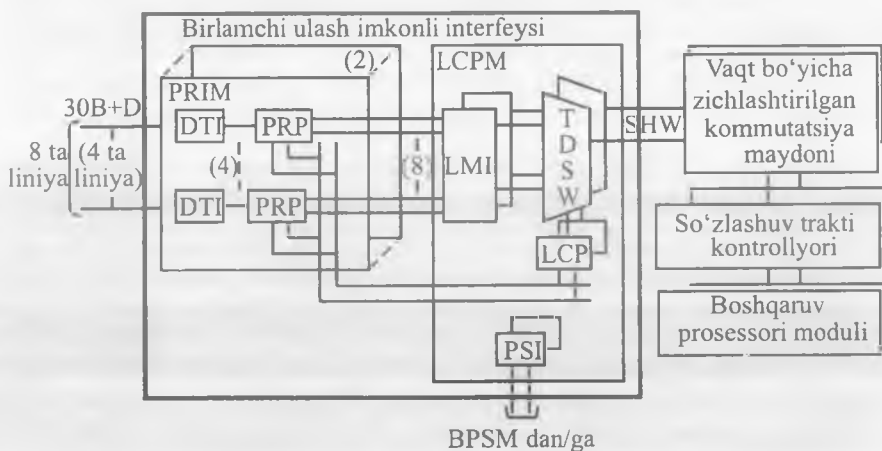 Birlamchi ulash imkonli interfeysi
(2)
LCPM
PRIM
30B+D
DTI
PRP
8 ta
liniya
(4 ta
liniya)
(4)
(8)
DTI
PRP
LMI
TDSW
LCP
PSI
SHW
Vaqt bo‘yicha
zichlashtirilgan
kommutatsiya
maydoni
So‘zlashuv trakti
kontrollyori
Boshqaruv
prosessori moduli
BPSM dan/ga